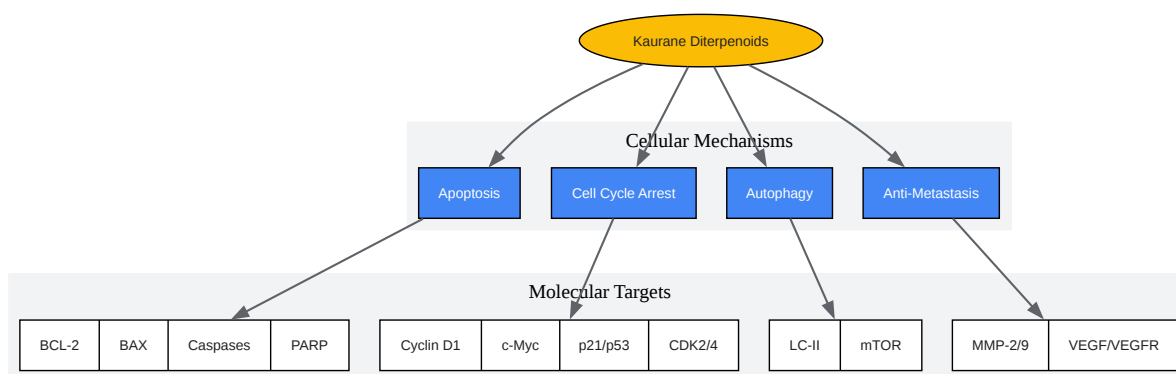 Kaurane Diterpenoids
Cellular Mechanisms
Apoptosis
Cell Cycle Arrest
Autophagy
Anti-Metastasis
Molecular Targets
BCL-2
BAX
Caspases
PARP
Cyclin D1
c-Myc
p21/p53
CDK2/4
LC-II
mTOR
MMP-2/9
VEGF/VEGFR